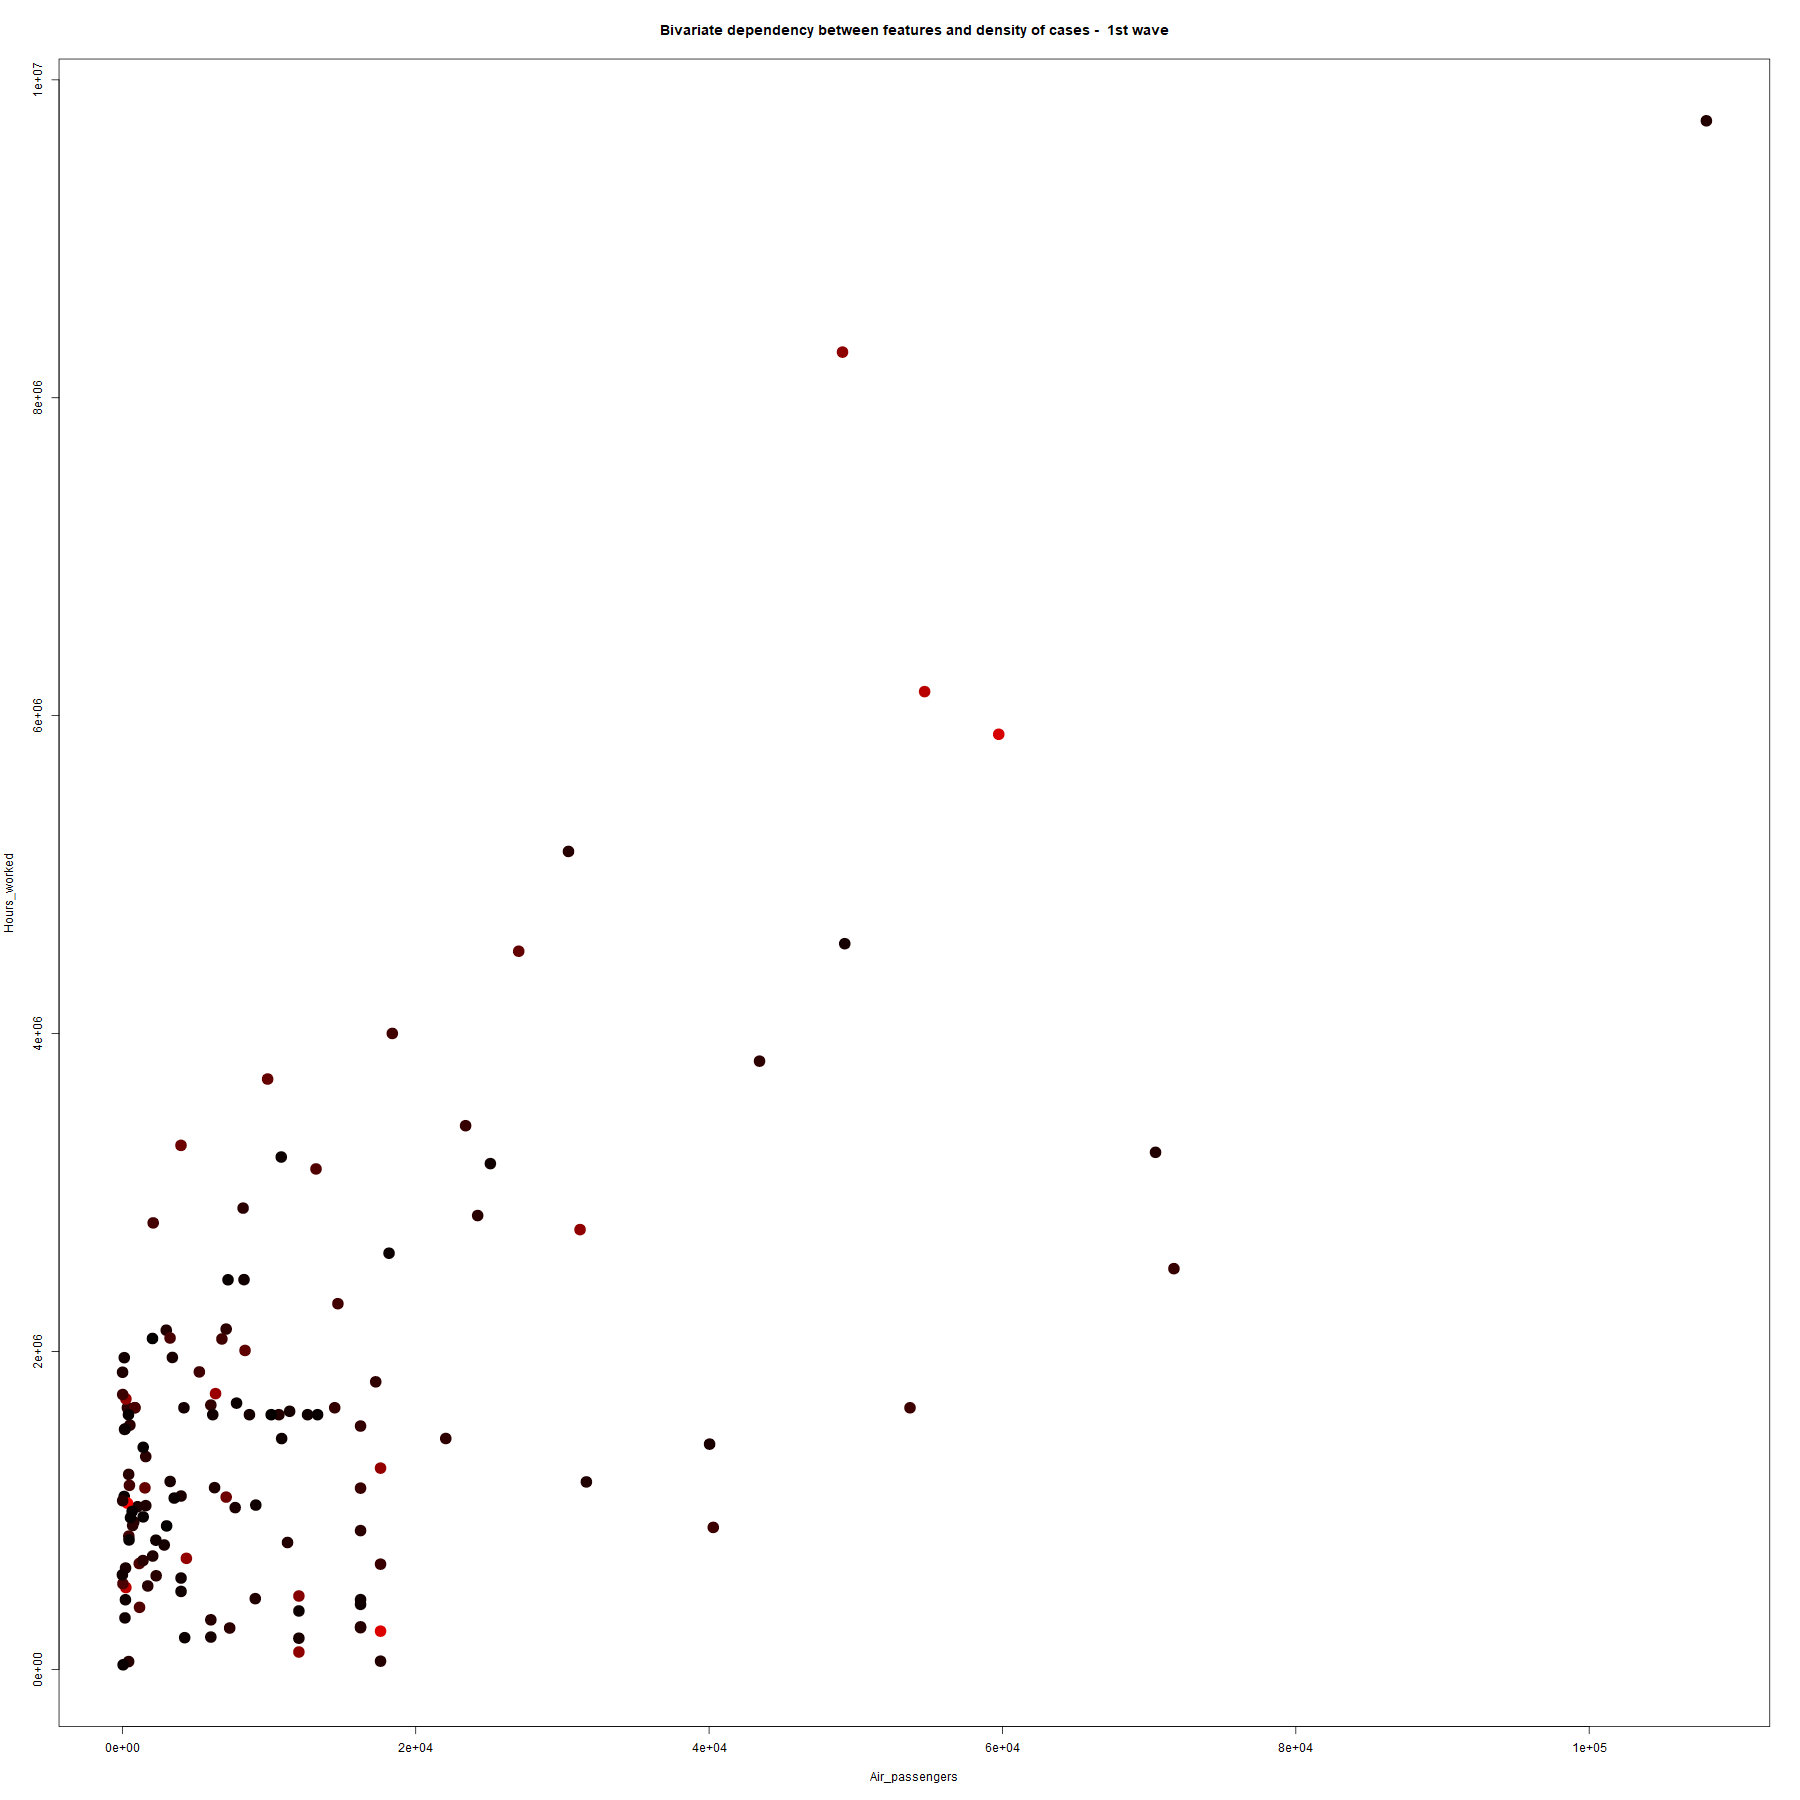 Bivariate dependency between features and density of cases - 1st wave
1e+07
8e+06
6e+06
4e+06
2e+06
0e+00
Hours_worked
0e+00 2e+04 4e+04 6e+04 8e+04 1e+05
Air_passengers